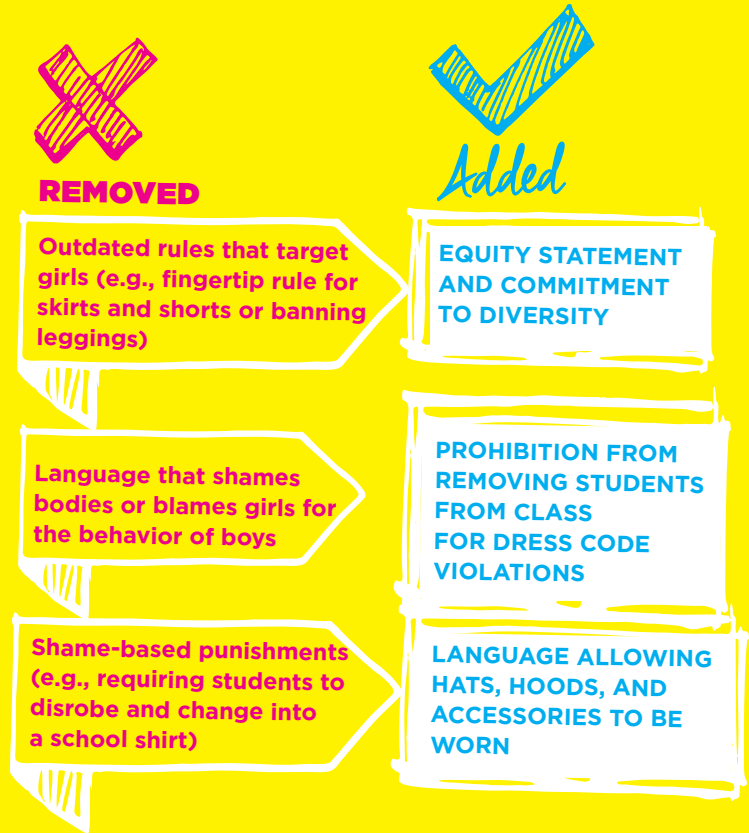 REMOVED
Added
Outdated rules that target
girls (e.g., fingertip rule for
skirts and shorts or banning
leggings)
EQUITY STATEMENT
AND COMMITMENT
TO DIVERSITY
Language that shames
bodies or blames girls for
the behavior of boys
PROHIBITION FROM
REMOVING STUDENTS
FROM CLASS
FOR DRESS CODE
VIOLATIONS
Shame-based punishments
(e.g., requiring students to
disrobe and change into
a school shirt)
LANGUAGE ALLOWING
HATS, HOODS, AND
ACCESSORIES TO BE
WORN